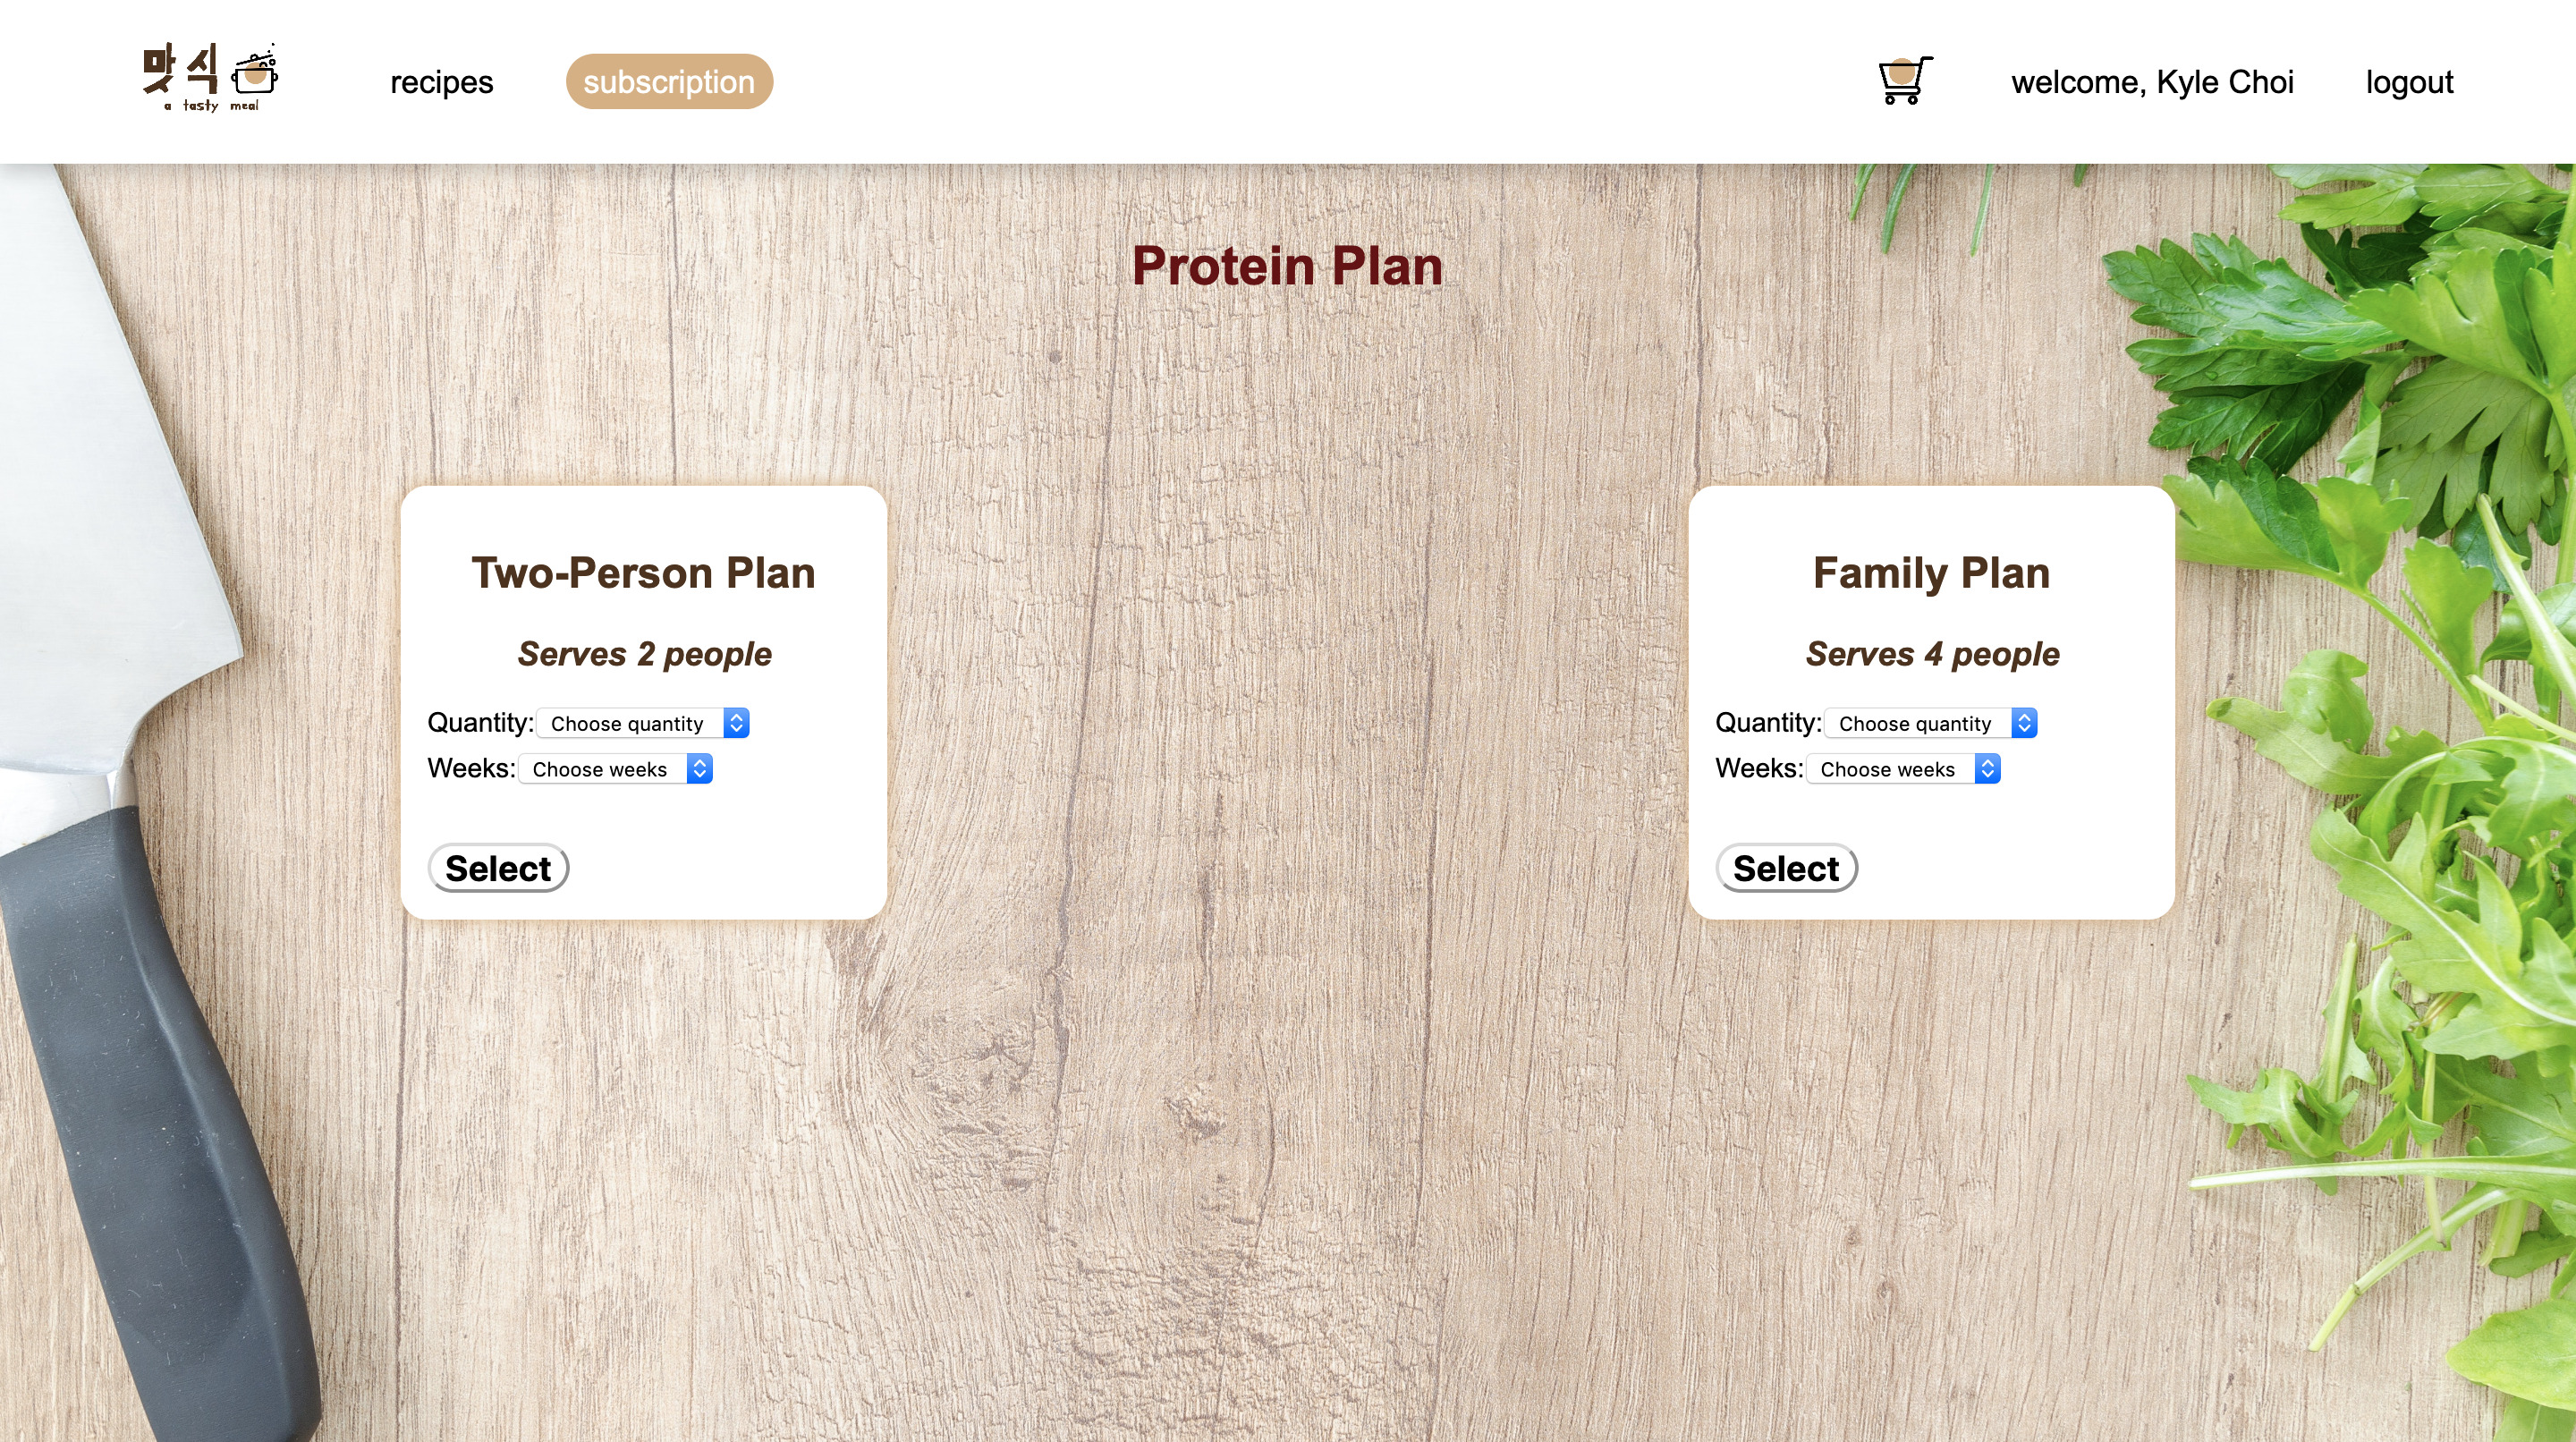 맛식
a tasty meal
recipes
subscription
welcome, Kyle Choi
logout
Protein Plan
Two-Person Plan
Serves 2 people
Quantity: Choose quantity
Weeks: Choose weeks
Select
Family Plan
Serves 4 people
Quantity: Choose quantity
Weeks: Choose weeks
Select